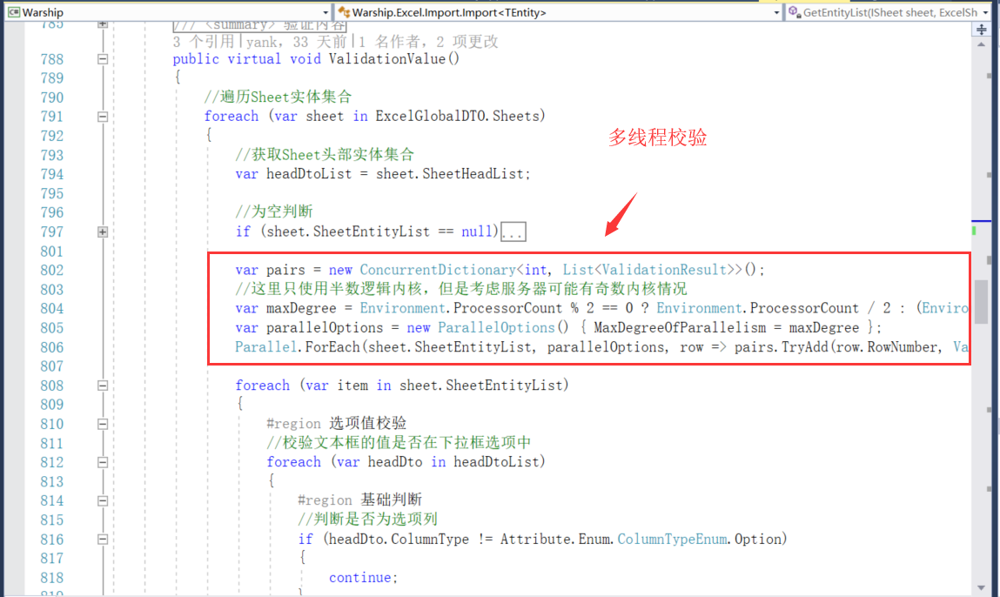 Warship
Warship.Excel.Import.Import<TEntity>
GetEntityList(ISheet sheet, ExcelSh
785 /// <summary> 验证内容
3 个引用|yank，33 天前|1 名作者，2 项更改
788 public virtual void ValidationValue()
789 {
790 //遍历Sheet实体集合
791 foreach (var sheet in ExcelGlobalDTO.Sheets)
792 {
多线程校验
793 //获取Sheet头部实体集合
794 var headDtoList = sheet.SheetHeadList;
795
796 //为空判断
797 if (sheet.SheetEntityList == null)...
801
802 var pairs = new ConcurrentDictionary<int, List<ValidationResult>>();
803 //这里只使用半数逻辑内核，但是考虑服务器可能有奇数内核情况
804 var maxDegree = Environment.ProcessorCount % 2 == 0 ? Environment.ProcessorCount / 2 : (Enviro
805 var parallelOptions = new ParallelOptions() { MaxDegreeOfParallelism = maxDegree };
806 Parallel.ForEach(sheet.SheetEntityList, parallelOptions, row => pairs.TryAdd(row.RowNumber, Va
807
808 foreach (var item in sheet.SheetEntityList)
809 {
810 #region 选项值校验
811 //校验文本框的值是否在下拉框选项中
812 foreach (var headDto in headDtoList)
813 {
814 #region 基础判断
815 //判断是否为选项列
816 if (headDto.ColumnType != Attribute.Enum.ColumnTypeEnum.Option)
817 {
818 continue;
819 }